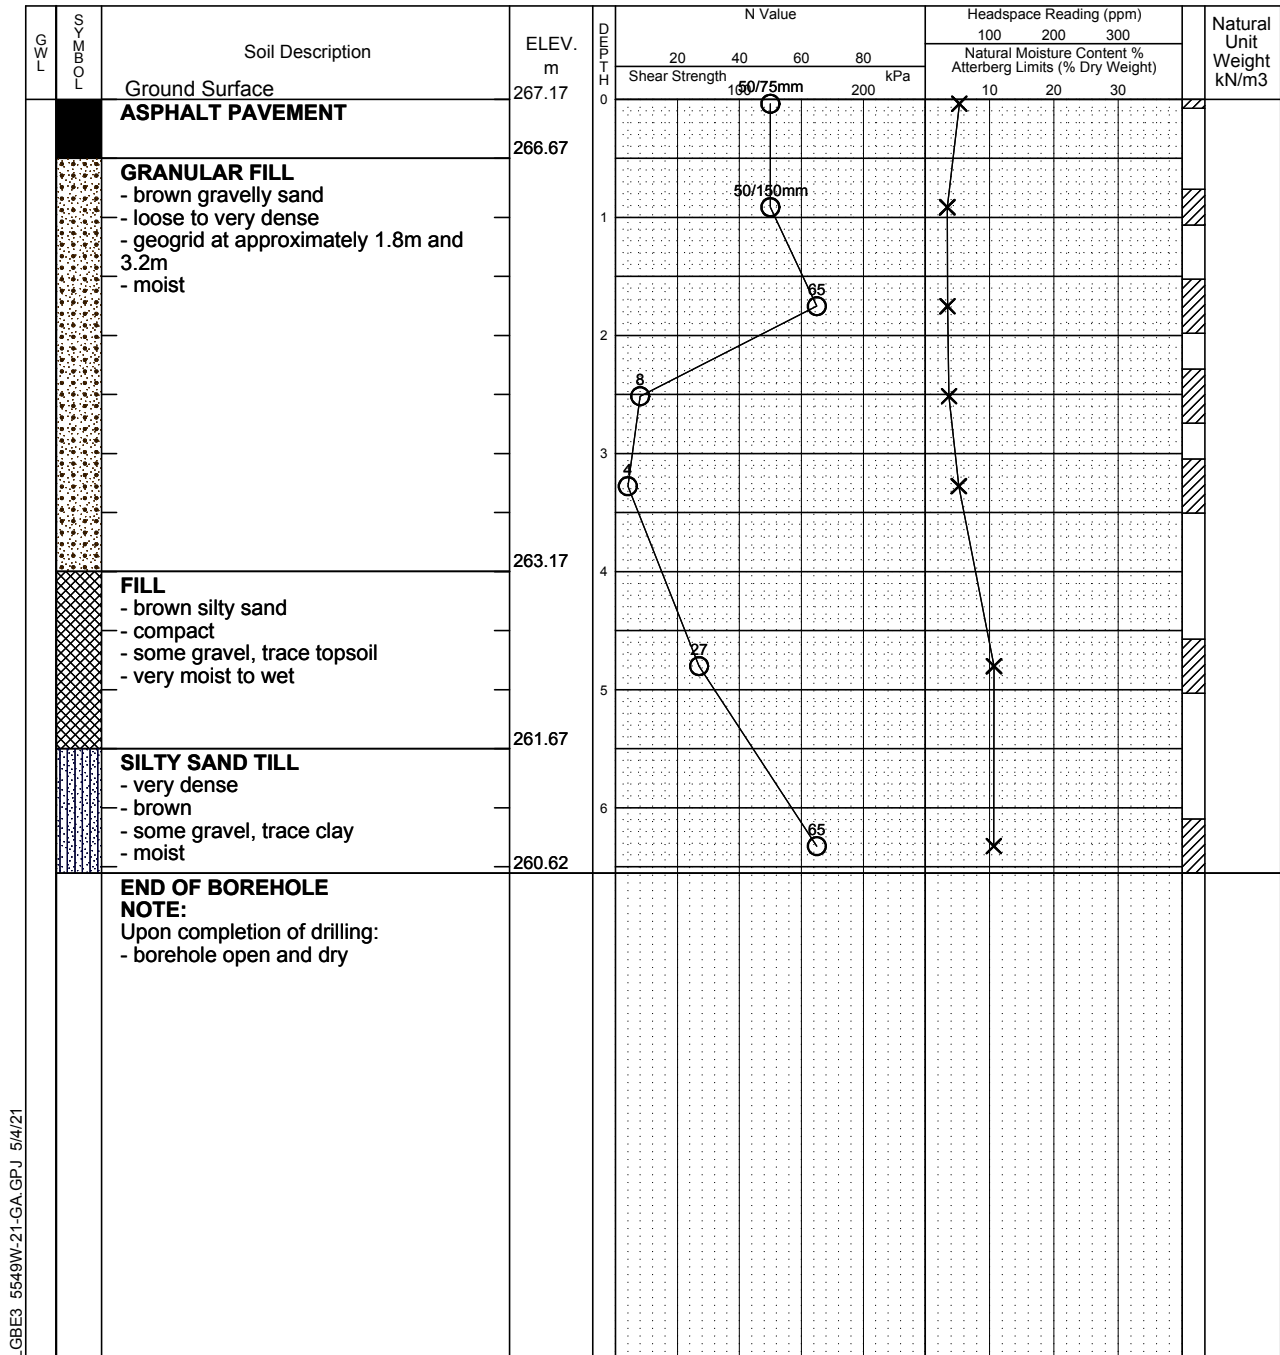 GWL
SYMBOL
Soil Description
Ground Surface
ELEV.
m
267.17
DEPTH
N Value
20 40 60 80
Shear Strength kPa
100 200
Headspace Reading (ppm)
100 200 300
Natural Moisture Content %
Atterberg Limits (% Dry Weight)
10 20 30
Natural
Unit
Weight
kN/m3
0
50/75mm
ASPHALT PAVEMENT
266.67
GRANULAR FILL
- brown gravelly sand
- loose to very dense
- geogrid at approximately 1.8m and
3.2m
- moist
50/150mm
1
65
2
8
3
4
263.17
4
FILL
- brown silty sand
- compact
- some gravel, trace topsoil
- very moist to wet
27
5
261.67
SILTY SAND TILL
- very dense
- brown
- some gravel, trace clay
- moist
6
65
260.62
END OF BOREHOLE
NOTE:
Upon completion of drilling:
- borehole open and dry
GBE3 5549W-21-GA.GPJ 5/4/21